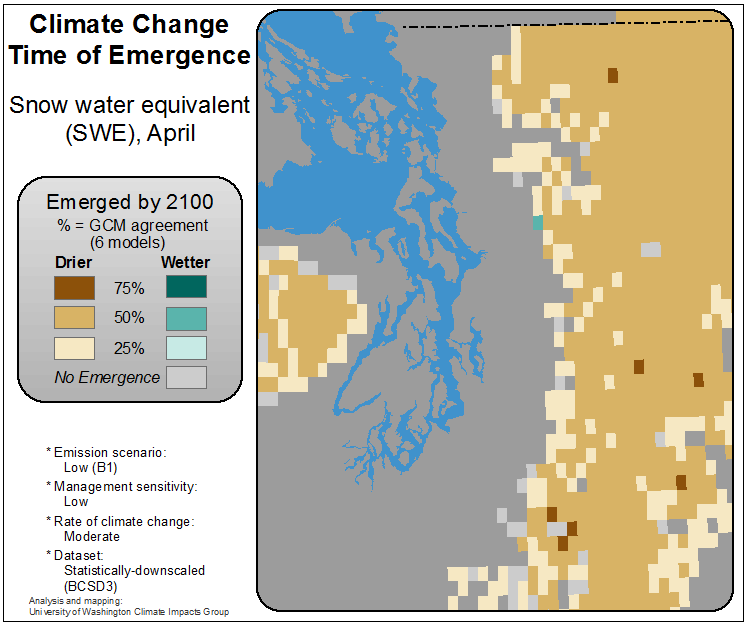 Climate Change
Time of Emergence
Snow water equivalent
(SWE), April
Emerged by 2100
% = GCM agreement
(6 models)
Drier Wetter
75%
50%
25%
No Emergence
* Emission scenario:
Low (B1)
* Management sensitivity:
Low
* Rate of climate change:
Moderate
* Dataset:
Statistically-downscaled
(BCSD3)
Analysis and mapping:
University of Washington Climate Impacts Group